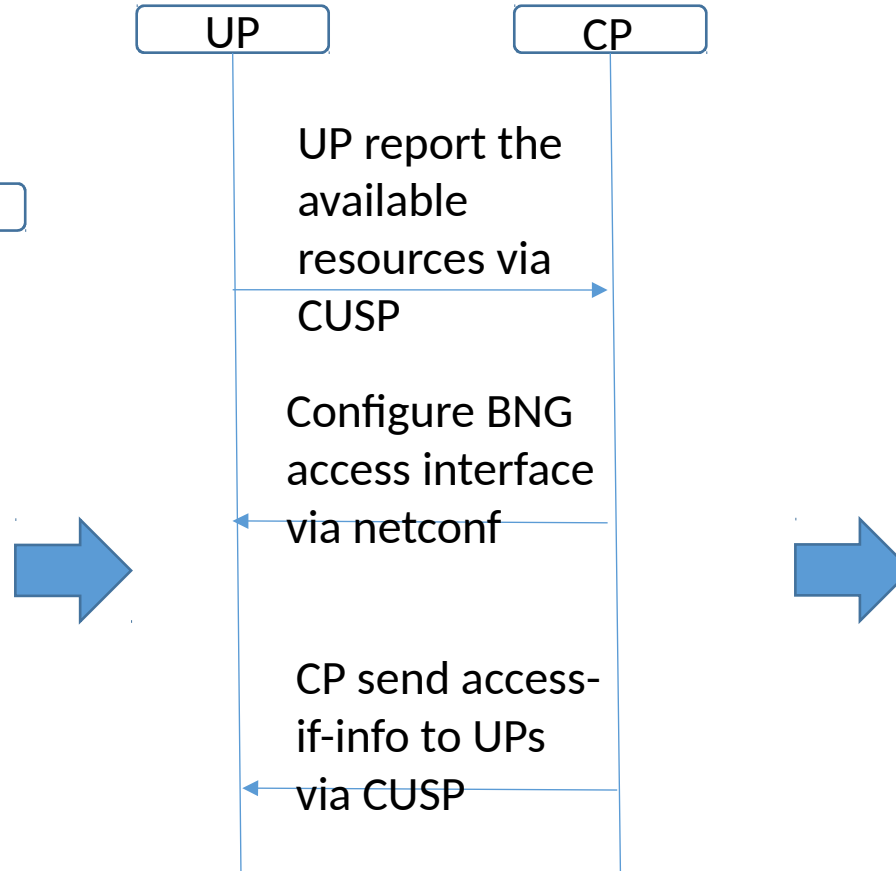 UP
CP
UP report the
available
resources via
CUSP
Configure BNG
access interface
via netconf
CP send access-
if-info to UPs
via CUSP